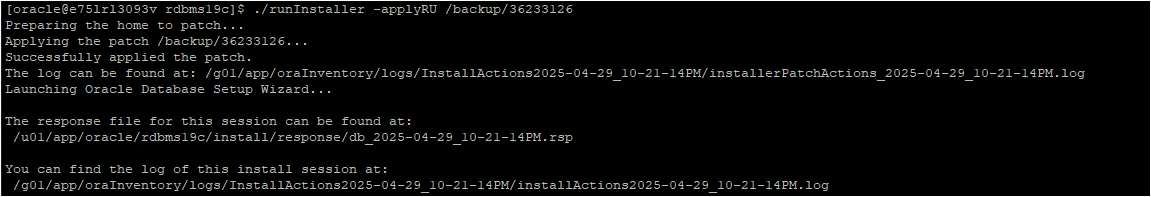 [oracle@e75lrl3093v rdbms19c]$ ./runInstaller -applyRU /backup/36233126
Preparing the home to patch...
Applying the patch /backup/36233126...
Successfully applied the patch.
The log can be found at: /g01/app/oraInventory/logs/InstallActions2025-04-29_10-21-14PM/installerPatchActions_2025-04-29_10-21-14PM.log
Launching Oracle Database Setup Wizard...
The response file for this session can be found at:
/u01/app/oracle/rdbms19c/install/response/db_2025-04-29_10-21-14PM.rsp
You can find the log of this install session at:
/g01/app/oraInventory/logs/InstallActions2025-04-29_10-21-14PM/installActions2025-04-29_10-21-14PM.log